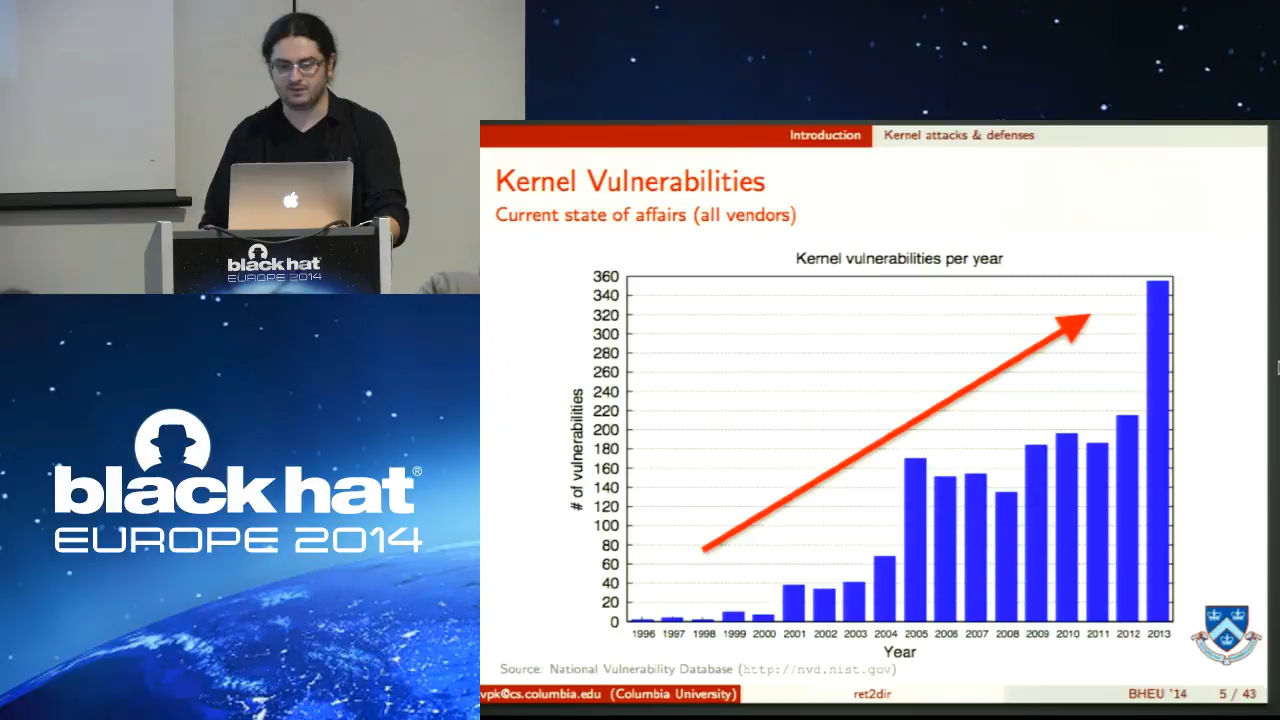 black hat
EUROPE 2014
black hat®
EUROPE 2014
Introduction
Kernel attacks & defenses
Kernel Vulnerabilities
Current state of affairs (all vendors)
Kernel vulnerabilities per year
# of vulnerabilities
360
340
320
300
280
260
240
220
200
180
160
140
120
100
80
60
40
20
0
1996 1997 1998 1999 2000 2001 2002 2003 2004 2005 2006 2007 2008 2009 2010 2011 2012 2013
Year
Source: National Vulnerability Database (http://nvd.nist.gov)
vpk@cs.columbia.edu (Columbia University)
ret2dir
BHEU '14
5 / 43